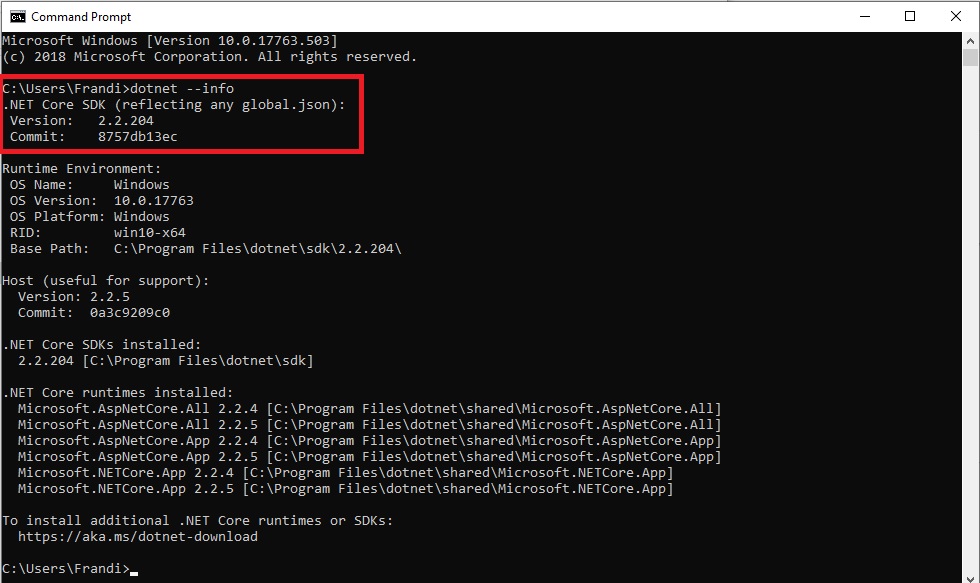 Command Prompt
Microsoft Windows [Version 10.0.17763.503]
(c) 2018 Microsoft Corporation. All rights reserved.
C:\Users\Frandi>dotnet --info
.NET Core SDK (reflecting any global.json):
 Version:   2.2.204
 Commit:    8757db13ec
Runtime Environment:
 OS Name:     Windows
 OS Version:  10.0.17763
 OS Platform: Windows
 RID:         win10-x64
 Base Path:   C:\Program Files\dotnet\sdk\2.2.204\
Host (useful for support):
  Version: 2.2.5
  Commit:  0a3c9209c0
.NET Core SDKs installed:
  2.2.204 [C:\Program Files\dotnet\sdk]
.NET Core runtimes installed:
  Microsoft.AspNetCore.All 2.2.4 [C:\Program Files\dotnet\shared\Microsoft.AspNetCore.All]
  Microsoft.AspNetCore.All 2.2.5 [C:\Program Files\dotnet\shared\Microsoft.AspNetCore.All]
  Microsoft.AspNetCore.App 2.2.4 [C:\Program Files\dotnet\shared\Microsoft.AspNetCore.App]
  Microsoft.AspNetCore.App 2.2.5 [C:\Program Files\dotnet\shared\Microsoft.AspNetCore.App]
  Microsoft.NETCore.App 2.2.4 [C:\Program Files\dotnet\shared\Microsoft.NETCore.App]
  Microsoft.NETCore.App 2.2.5 [C:\Program Files\dotnet\shared\Microsoft.NETCore.App]
To install additional .NET Core runtimes or SDKs:
  https://aka.ms/dotnet-download
C:\Users\Frandi>